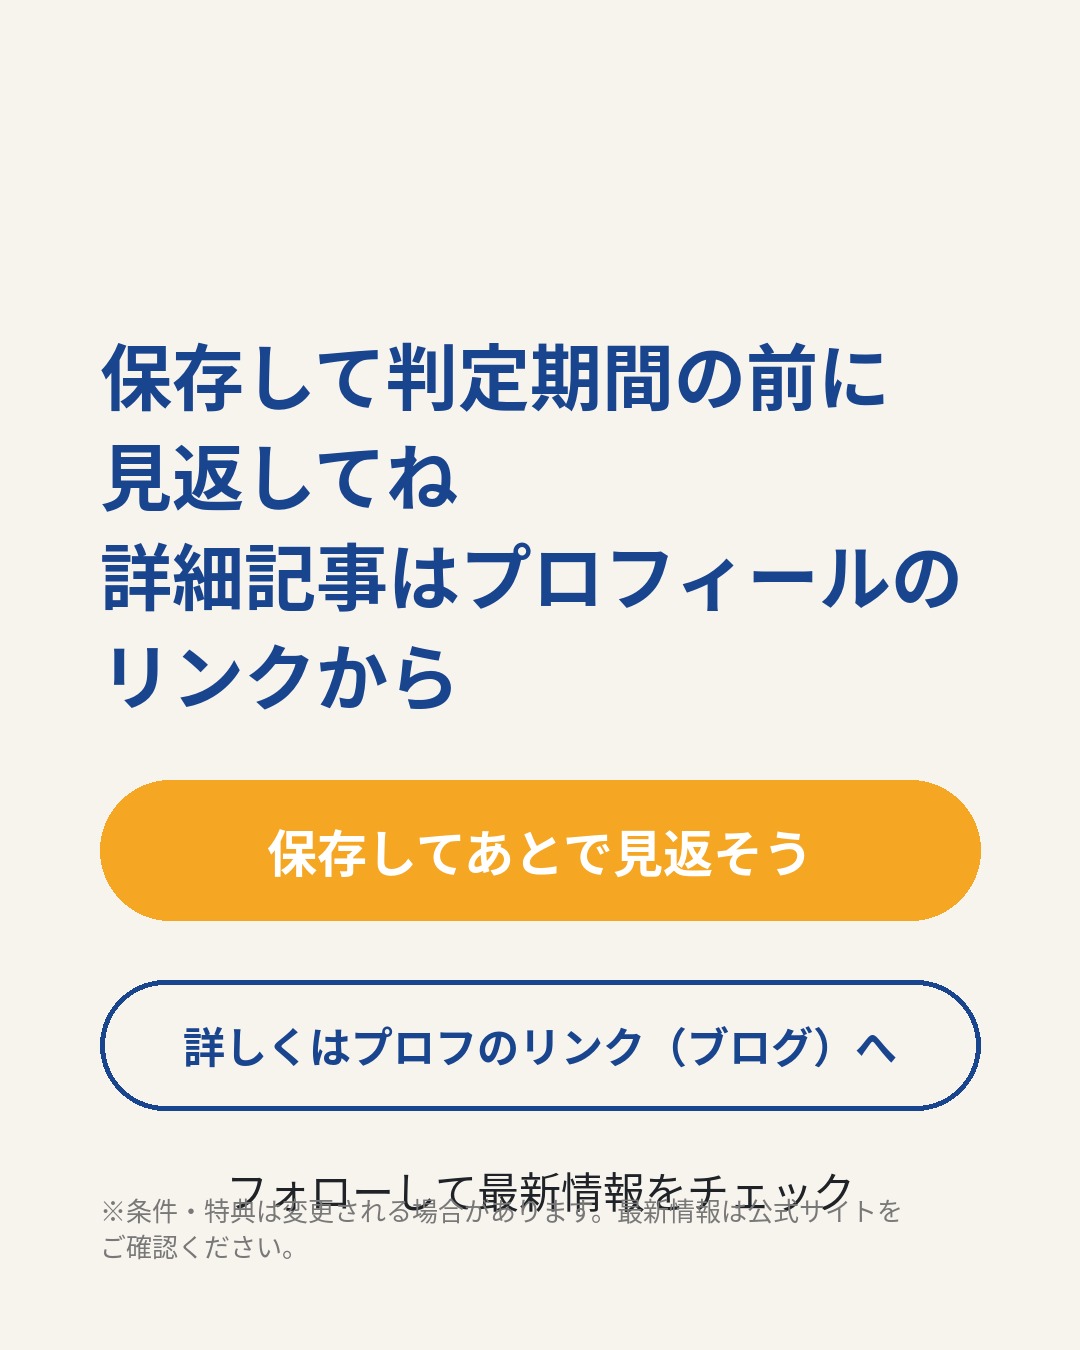 保存して判定期間の前に
見返してね
詳細記事はプロフィールの
リンクから
保存してあとで見返そう
詳しくはプロフのリンク（ブログ）へ
フォローして最新情報をチェック
※条件・特典は変更される場合があります。最新情報は公式サイトを
ご確認ください。